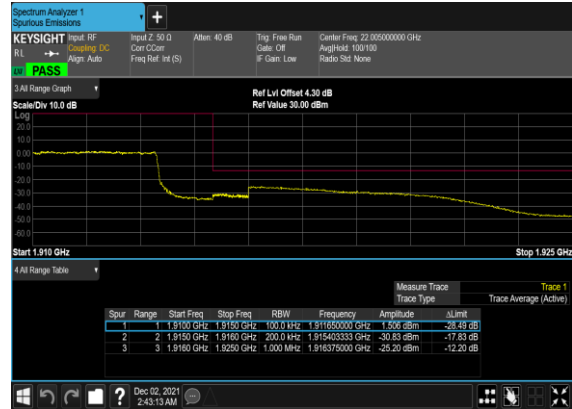 Spectrum Analyzer 1
Spurious Emissions
KEYSIGHT Input: RF Input Z: 50 Ω Atten: 40 dB Trig: Free Run Center Freq: 22.005000000 GHz
RL Coupling: DC Corr CCorr Gate: Off Avg|Hold: 100/100
Align: Auto Freq Ref: Int (S) IF Gain: Low Radio Std: None
LM PASS
3 All Range Graph
Ref Lvl Offset 4.30 dB
Scale/Div 10.0 dB Ref Value 30.00 dBm
Log
20.0
10.0
0.00
-10.0
-20.0
-30.0
-40.0
-50.0
-60.0
Start 1.910 GHz Stop 1.925 GHz
4 All Range Table
Measure Trace Trace 1
Trace Type Trace Average (Active)
Spur Range Start Freq Stop Freq RBW Frequency Amplitude ΔLimit
1 1 1.9100 GHz 1.9150 GHz 100.0 kHz 1.911650000 GHz 1.506 dBm -28.49 dB
2 2 1.9150 GHz 1.9160 GHz 200.0 kHz 1.915403333 GHz -30.83 dBm -17.83 dB
3 3 1.9160 GHz 1.9250 GHz 1.000 MHz 1.916375000 GHz -25.20 dBm -12.20 dB
Dec 02, 2021
2:43:13 AM